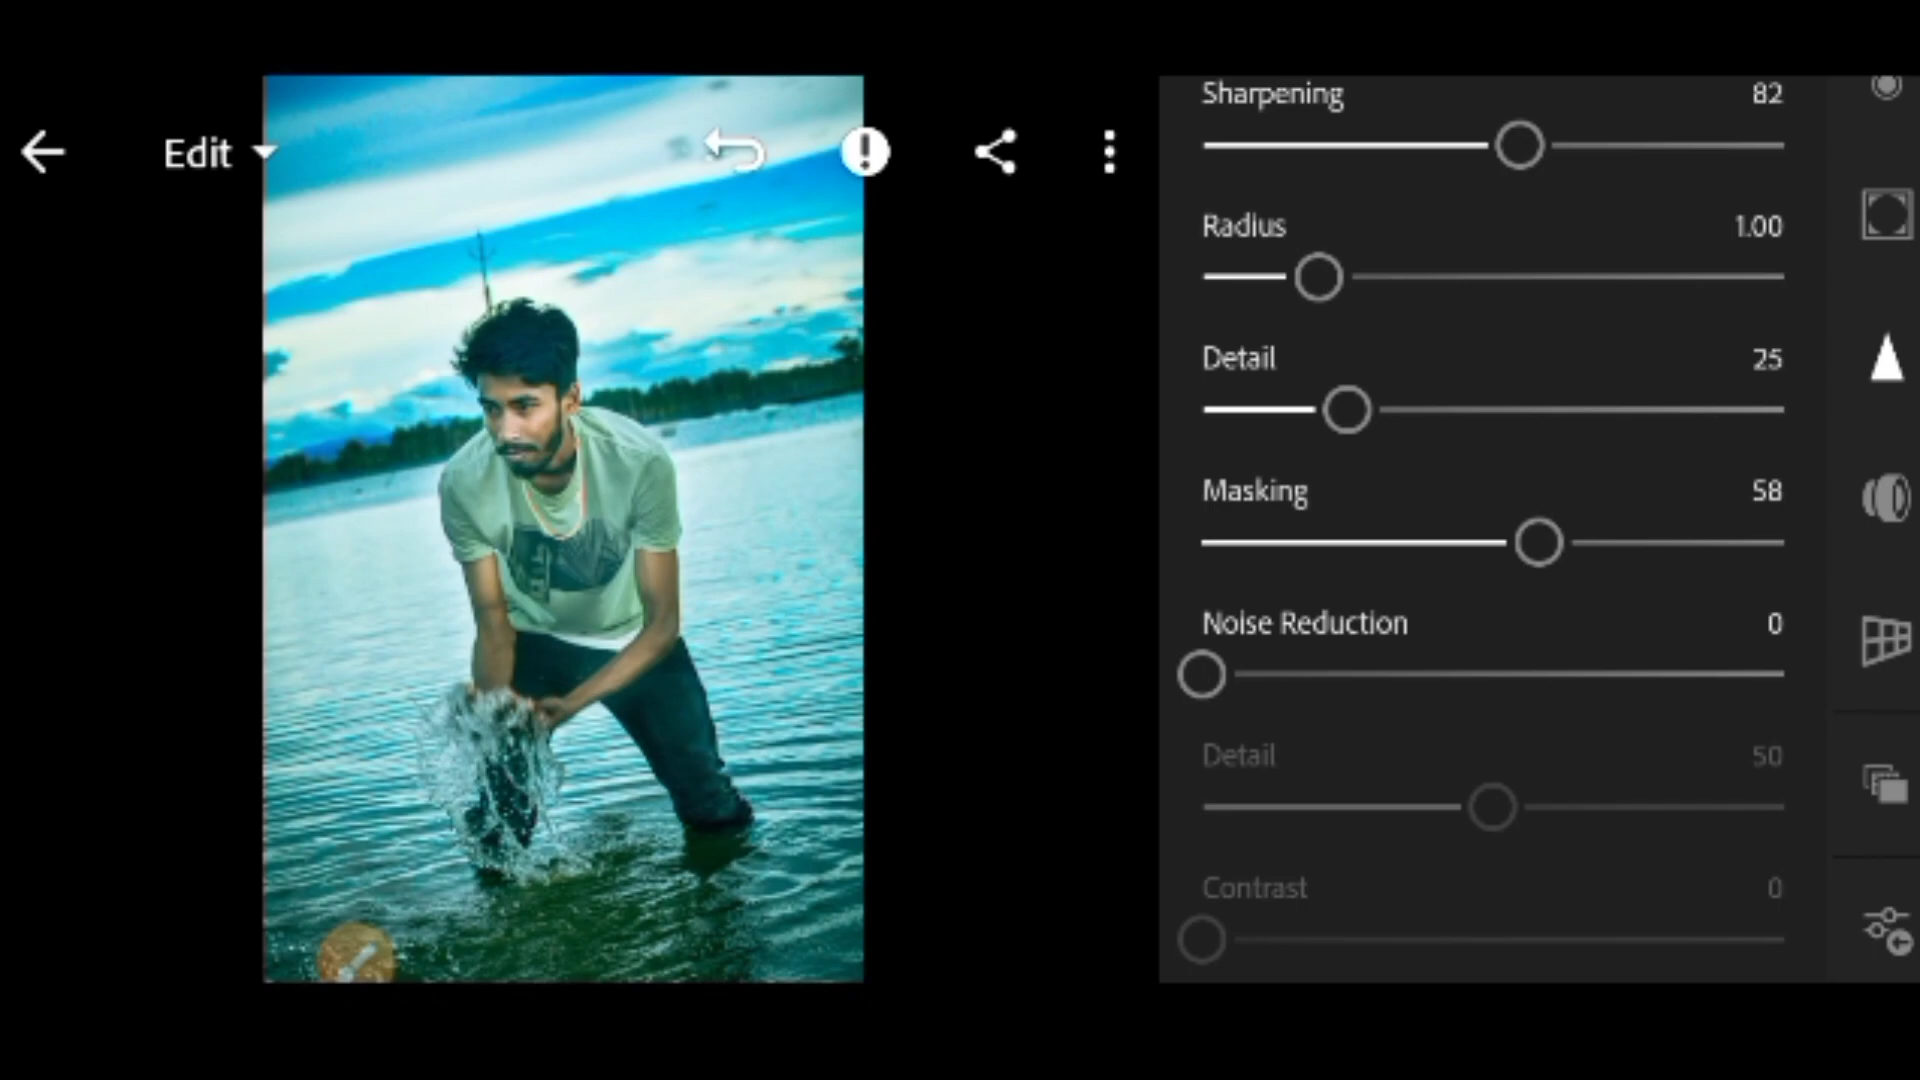 Edit
Sharpening 82
Radius 1.00
Detail 25
Masking 58
Noise Reduction 0
Detail 50
Contrast 0